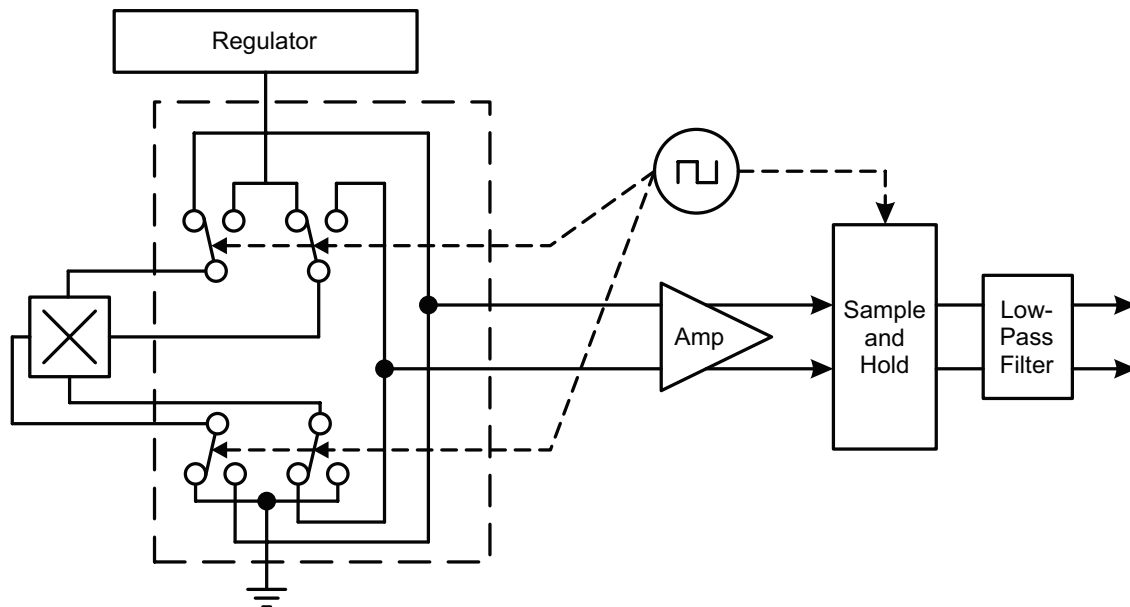 Regulator
Amp
Sample
and
Hold
Low-
Pass
Filter